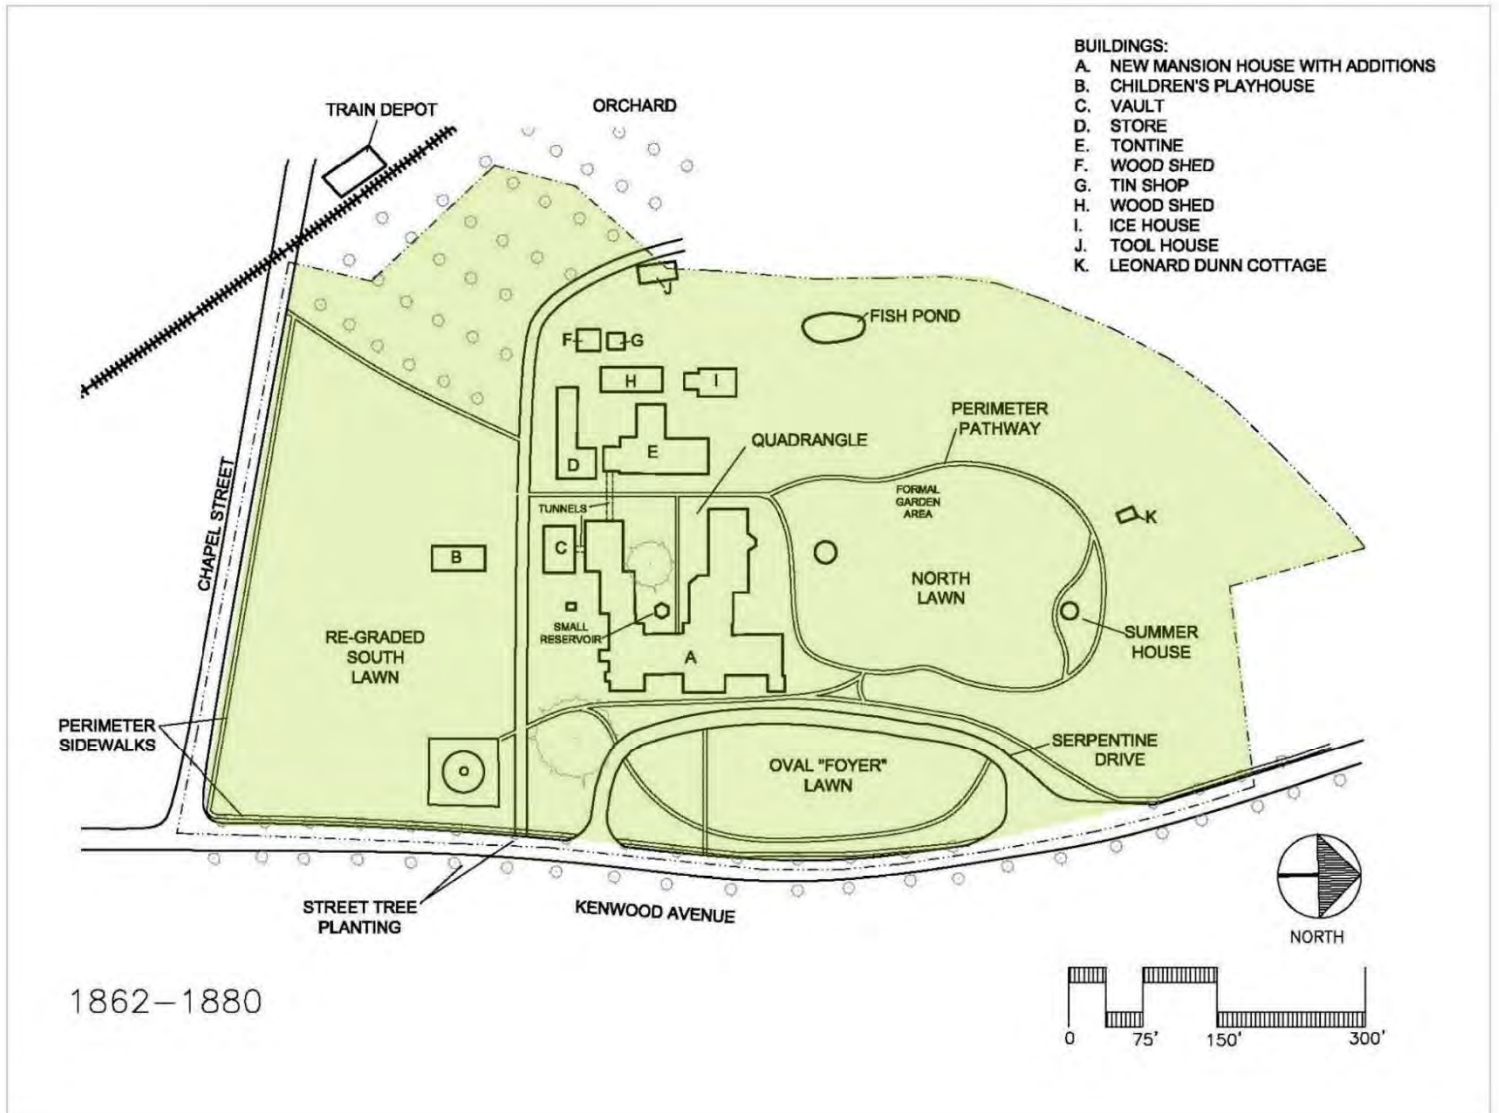 BUILDINGS:
A. NEW MANSION HOUSE WITH ADDITIONS
B. CHILDREN'S PLAYHOUSE
C. VAULT
D. STORE
E. TONTINE
F. WOOD SHED
G. TIN SHOP
H. WOOD SHED
I. ICE HOUSE
J. TOOL HOUSE
K. LEONARD DUNN COTTAGE
TRAIN DEPOT
ORCHARD
J
FISH POND
F
G
H
I
PERIMETER
PATHWAY
QUADRANGLE
E
D
FORMAL
GARDEN
AREA
TUNNELS
K
CHAPEL STREET
C
B
NORTH
LAWN
SMALL
RESERVOIR
SUMMER
HOUSE
RE-GRADED
SOUTH
LAWN
A
PERIMETER
SIDEWALKS
SERPENTINE
DRIVE
OVAL "FOYER"
LAWN
STREET TREE
PLANTING
KENWOOD AVENUE
NORTH
1862-1880
0 75' 150' 300'